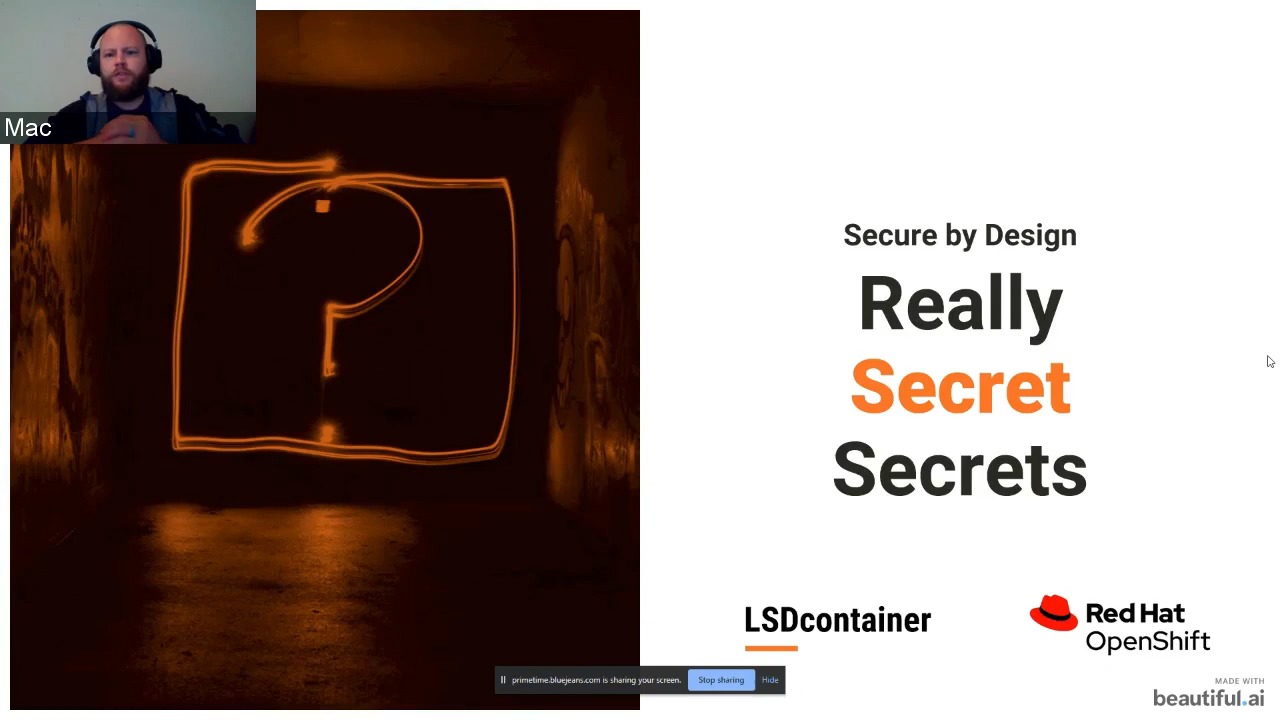 Mac
Secure by Design
Really
Secret
Secrets
LSDcontainer
Red Hat
OpenShift
primetime.bluejeans.com is sharing your screen.
Stop sharing
Hide
MADE WITH
beautiful.ai